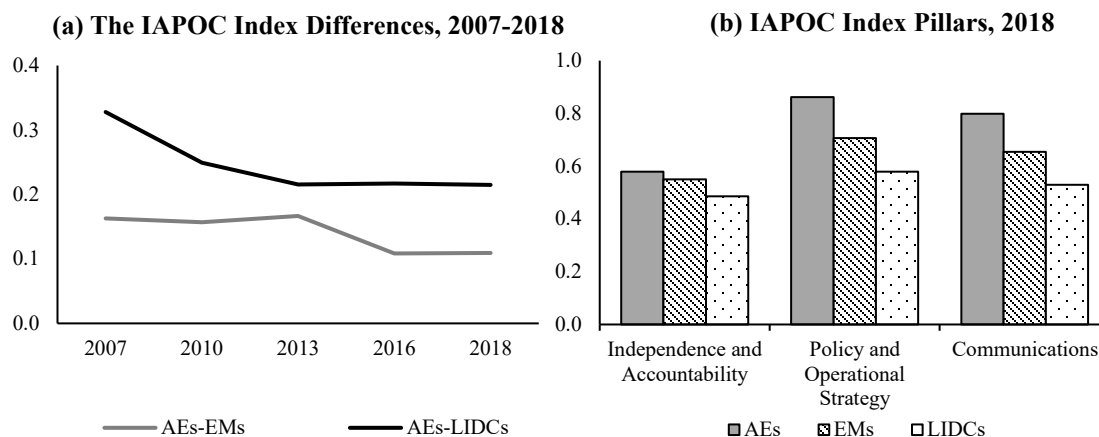 (a) The IAPOC Index Differences, 2007-2018
0.4
0.3
0.2
0.1
0.0
2007 2010 2013 2016 2018
AEs-EMs AEs-LIDCs
(b) IAPOC Index Pillars, 2018
1.0
0.8
0.6
0.4
0.2
0.0
Independence and
Accountability
Policy and
Operational
Strategy
Communications
AEs EMs LIDCs